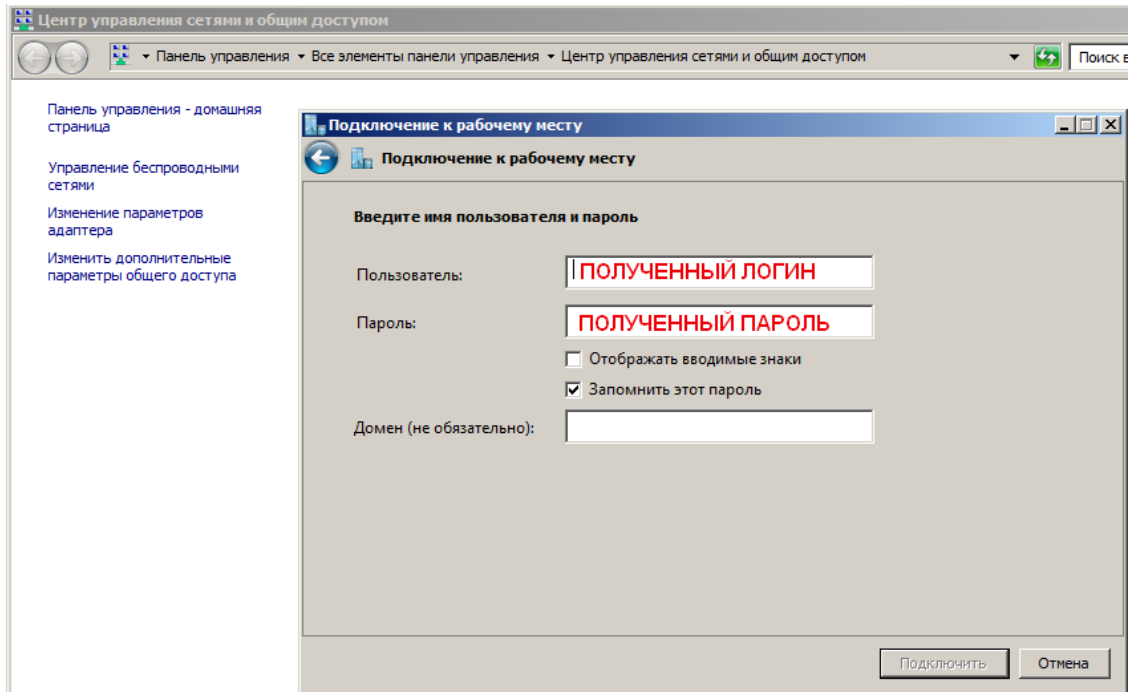 Центр управления сетями и общим доступом
Панель управления Все элементы панели управления Центр управления сетями и общим доступом
Поиск в
Панель управления - домашняя
страница
Управление беспроводными
сетями
Изменение параметров
адаптера
Изменить дополнительные
параметры общего доступа
Подключение к рабочему месту
Подключение к рабочему месту
Введите имя пользователя и пароль
Пользователь:
ПОЛУЧЕННЫЙ ЛОГИН
Пароль:
ПОЛУЧЕННЫЙ ПАРОЛЬ
Отображать вводимые знаки
Запомнить этот пароль
Домен (не обязательно):
Подключить
Отмена